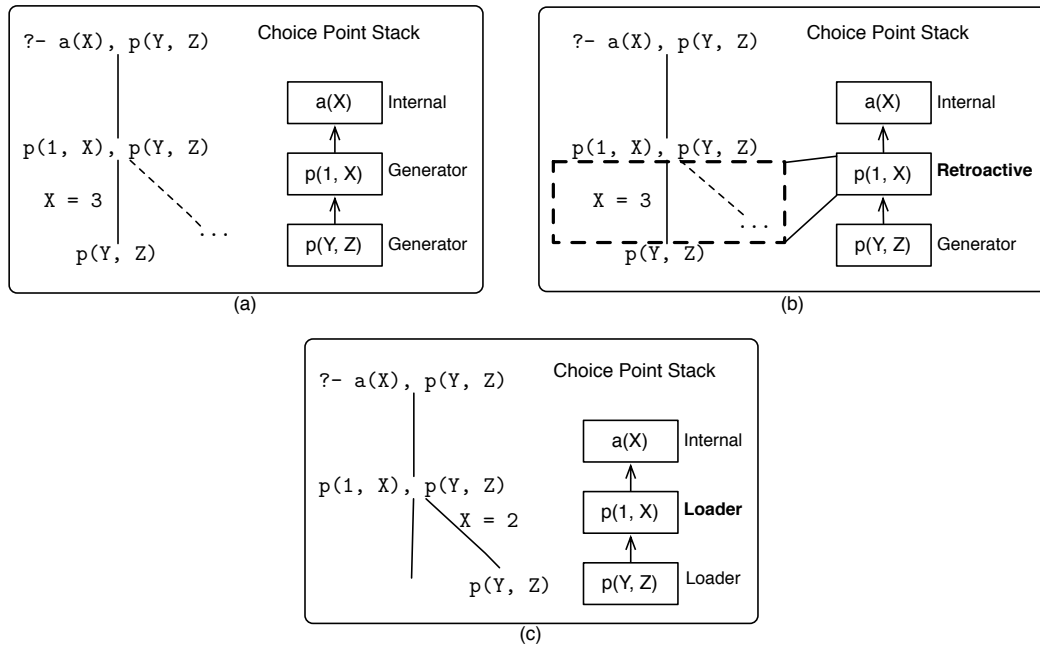 ?- a(X), p(Y, Z)
Choice Point Stack
a(X) Internal
p(1, X), p(Y, Z)
p(1, X) Generator
X = 3
...
p(Y, Z)
p(Y, Z) Generator
(a)
?- a(X), p(Y, Z)
Choice Point Stack
a(X) Internal
p(1, X), p(Y, Z)
p(1, X) Retroactive
X = 3
...
p(Y, Z)
p(Y, Z) Generator
(b)
?- a(X), p(Y, Z)
Choice Point Stack
a(X) Internal
p(1, X), p(Y, Z)
p(1, X) Loader
X = 2
p(Y, Z)
p(Y, Z) Loader
(c)